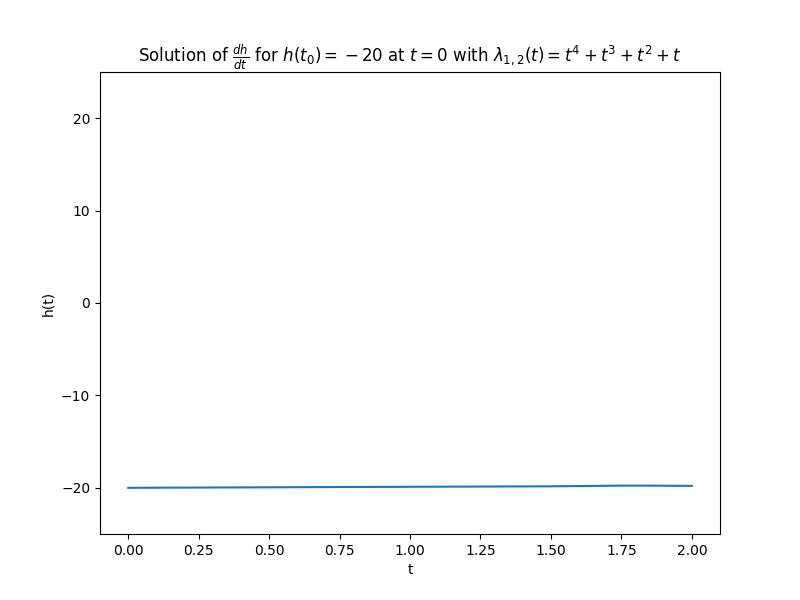 Solution of $\frac{dh}{dt}$ for $h(t_0) = -20$ at $t = 0$ with $\lambda_{1,2}(t) = t^4 + t^3 + t^2 + t$
20
10
0
−10
−20
h(t)
0.00 0.25 0.50 0.75 1.00 1.25 1.50 1.75 2.00
t